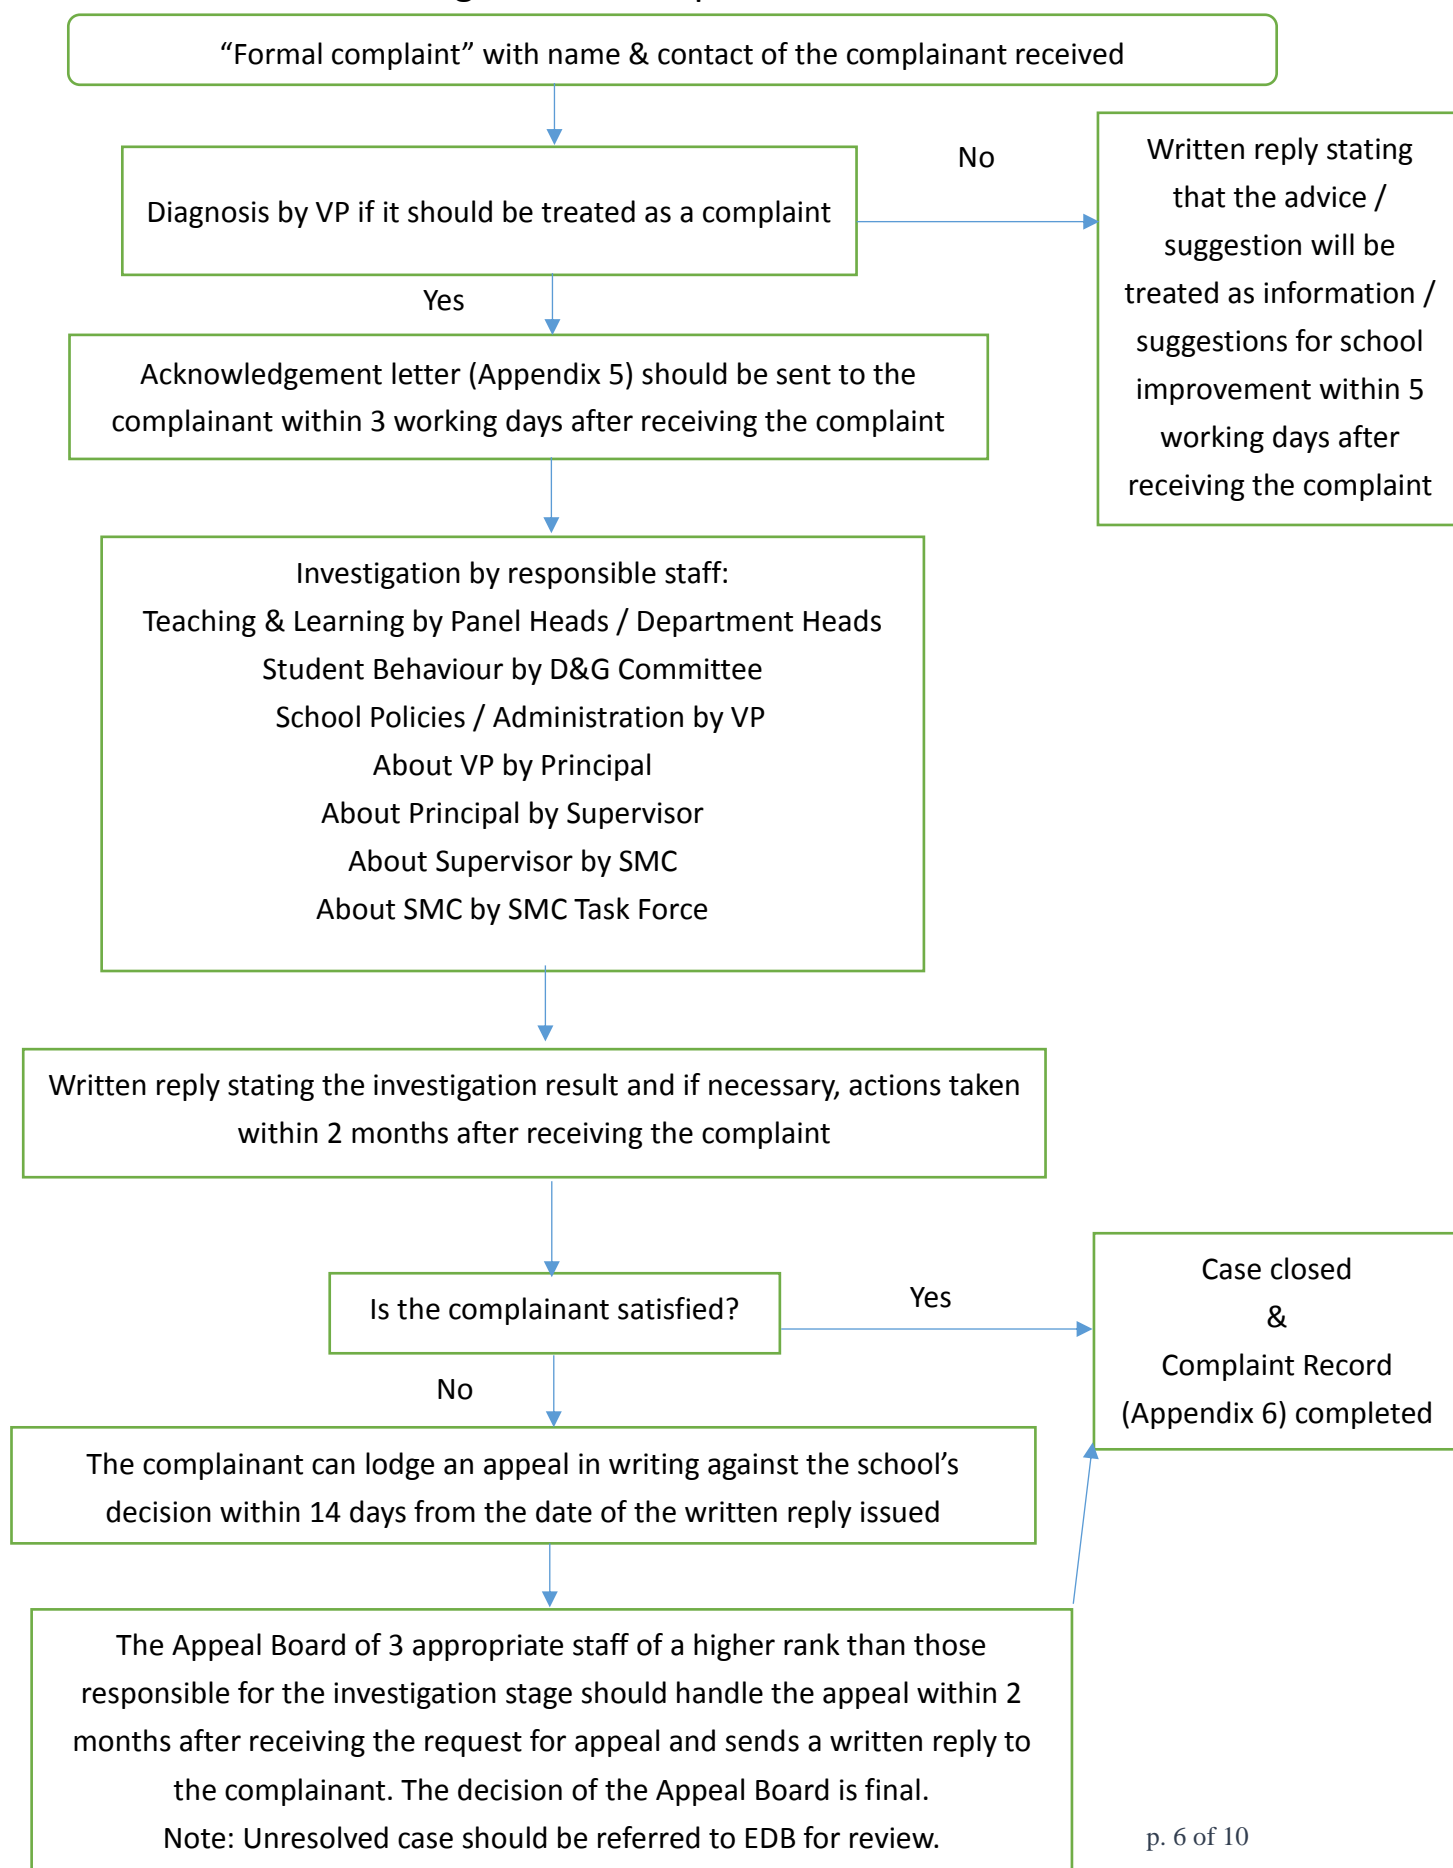 “Formal complaint” with name & contact of the complainant received
Diagnosis by VP if it should be treated as a complaint
No
Written reply stating
that the advice /
suggestion will be
treated as information /
suggestions for school
improvement within 5
working days after
receiving the complaint
Yes
Acknowledgement letter (Appendix 5) should be sent to the
complainant within 3 working days after receiving the complaint
Investigation by responsible staff:
Teaching & Learning by Panel Heads / Department Heads
Student Behaviour by D&G Committee
School Policies / Administration by VP
About VP by Principal
About Principal by Supervisor
About Supervisor by SMC
About SMC by SMC Task Force
Written reply stating the investigation result and if necessary, actions taken
within 2 months after receiving the complaint
Is the complainant satisfied?
Yes
Case closed
&
Complaint Record
(Appendix 6) completed
No
The complainant can lodge an appeal in writing against the school’s
decision within 14 days from the date of the written reply issued
The Appeal Board of 3 appropriate staff of a higher rank than those
responsible for the investigation stage should handle the appeal within 2
months after receiving the request for appeal and sends a written reply to
the complainant. The decision of the Appeal Board is final.
Note: Unresolved case should be referred to EDB for review.
p. 6 of 10